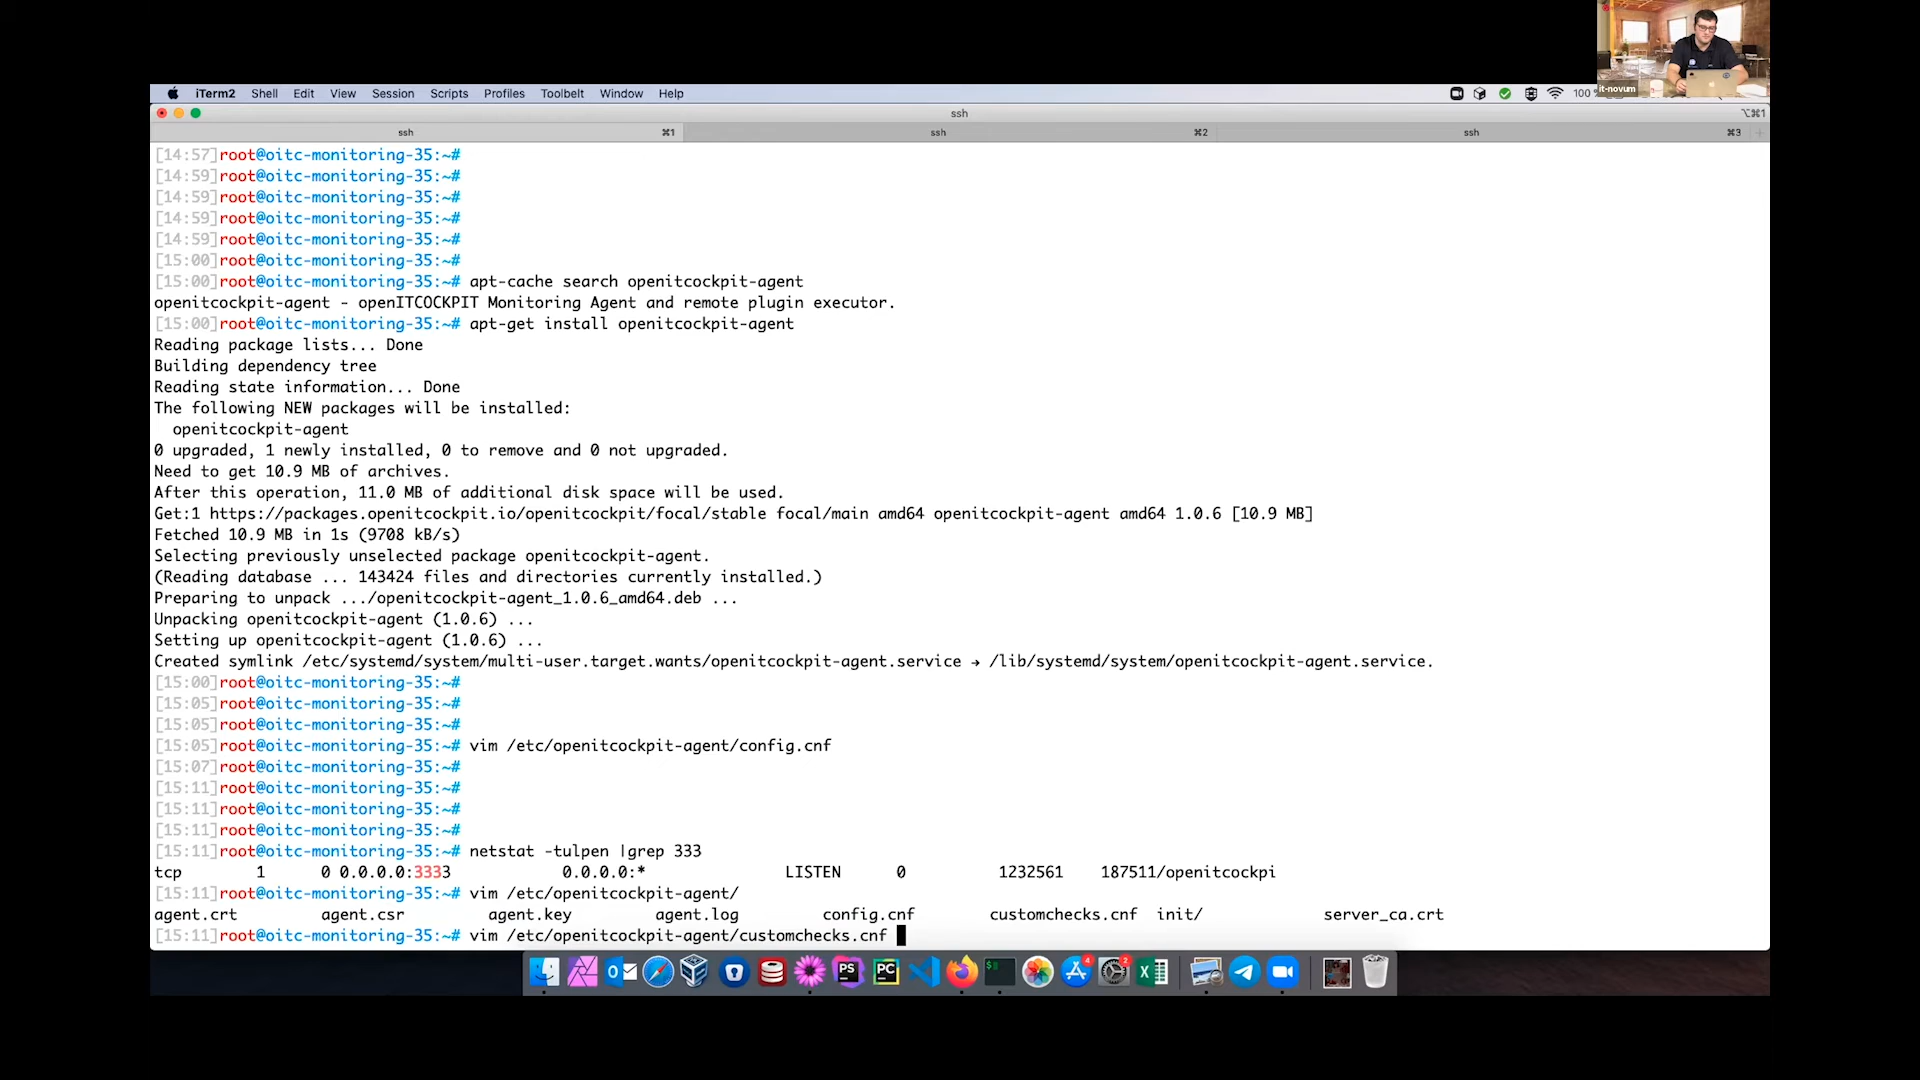 it-novum
iTerm2 Shell Edit View Session Scripts Profiles Toolbelt Window Help 100
ssh ⌥⌘1
ssh ⌘1 ssh ⌘2 ssh ⌘3
[14:57]root@oitc-monitoring-35:~#
[14:59]root@oitc-monitoring-35:~#
[14:59]root@oitc-monitoring-35:~#
[14:59]root@oitc-monitoring-35:~#
[14:59]root@oitc-monitoring-35:~#
[15:00]root@oitc-monitoring-35:~#
[15:00]root@oitc-monitoring-35:~# apt-cache search openitcockpit-agent
openitcockpit-agent - openITCOCKPIT Monitoring Agent and remote plugin executor.
[15:00]root@oitc-monitoring-35:~# apt-get install openitcockpit-agent
Reading package lists... Done
Building dependency tree
Reading state information... Done
The following NEW packages will be installed:
openitcockpit-agent
0 upgraded, 1 newly installed, 0 to remove and 0 not upgraded.
Need to get 10.9 MB of archives.
After this operation, 11.0 MB of additional disk space will be used.
Get:1 https://packages.openitcockpit.io/openitcockpit/focal/stable focal/main amd64 openitcockpit-agent amd64 1.0.6 [10.9 MB]
Fetched 10.9 MB in 1s (9708 kB/s)
Selecting previously unselected package openitcockpit-agent.
(Reading database ... 143424 files and directories currently installed.)
Preparing to unpack .../openitcockpit-agent_1.0.6_amd64.deb ...
Unpacking openitcockpit-agent (1.0.6) ...
Setting up openitcockpit-agent (1.0.6) ...
Created symlink /etc/systemd/system/multi-user.target.wants/openitcockpit-agent.service → /lib/systemd/system/openitcockpit-agent.service.
[15:00]root@oitc-monitoring-35:~#
[15:05]root@oitc-monitoring-35:~#
[15:05]root@oitc-monitoring-35:~#
[15:05]root@oitc-monitoring-35:~# vim /etc/openitcockpit-agent/config.cnf
[15:07]root@oitc-monitoring-35:~#
[15:11]root@oitc-monitoring-35:~#
[15:11]root@oitc-monitoring-35:~#
[15:11]root@oitc-monitoring-35:~#
[15:11]root@oitc-monitoring-35:~# netstat -tulpen |grep 333
tcp 1 0 0.0.0.0:3333 0.0.0.0:* LISTEN 0 1232561 187511/openitcockpi
[15:11]root@oitc-monitoring-35:~# vim /etc/openitcockpit-agent/
agent.crt agent.csr agent.key agent.log config.cnf customchecks.cnf init/ server_ca.crt
[15:11]root@oitc-monitoring-35:~# vim /etc/openitcockpit-agent/customchecks.cnf
PS PC 4 2